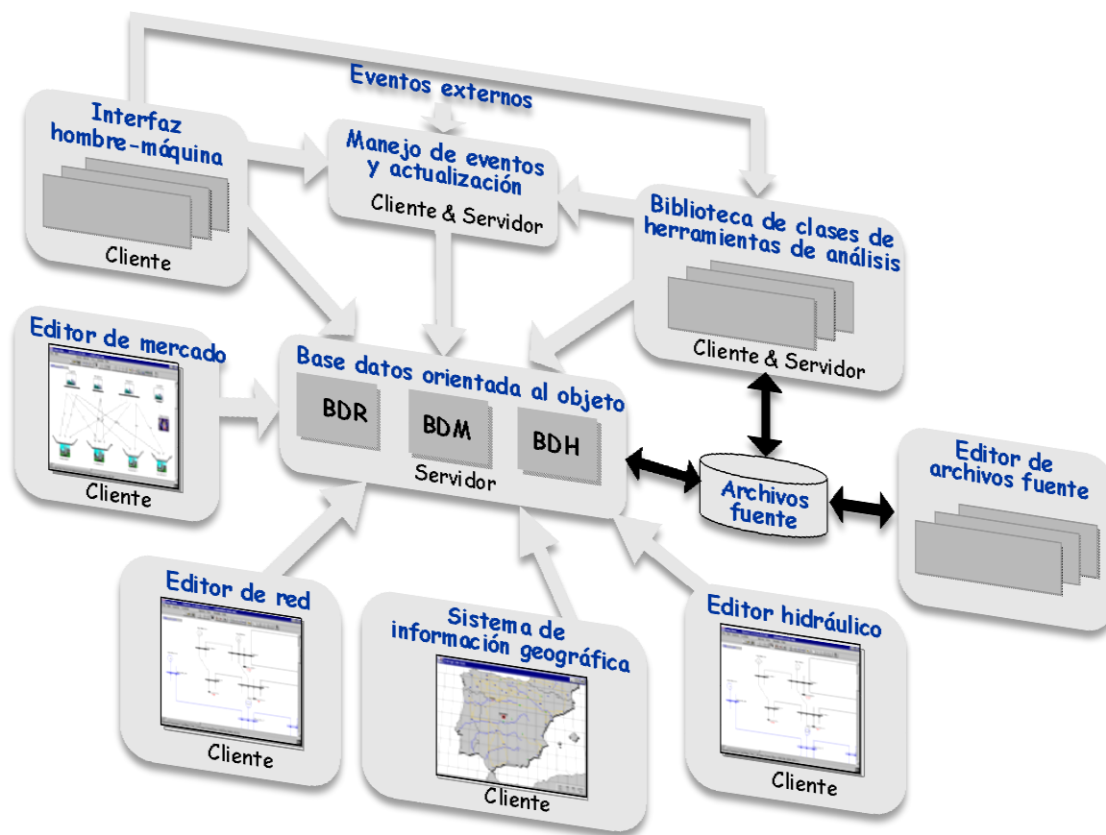 Eventos externos
Interfaz
hombre-máquina
Cliente
Manejo de eventos
y actualización
Cliente & Servidor
Biblioteca de clases de
herramientas de análisis
Cliente & Servidor
Editor de mercado
Cliente
Base datos orientada al objeto
BDR
BDM
BDH
Servidor
Archivos
fuente
Editor de
archivos fuente
Editor de red
Cliente
Sistema de
información geográfica
Cliente
Editor hidráulico
Cliente